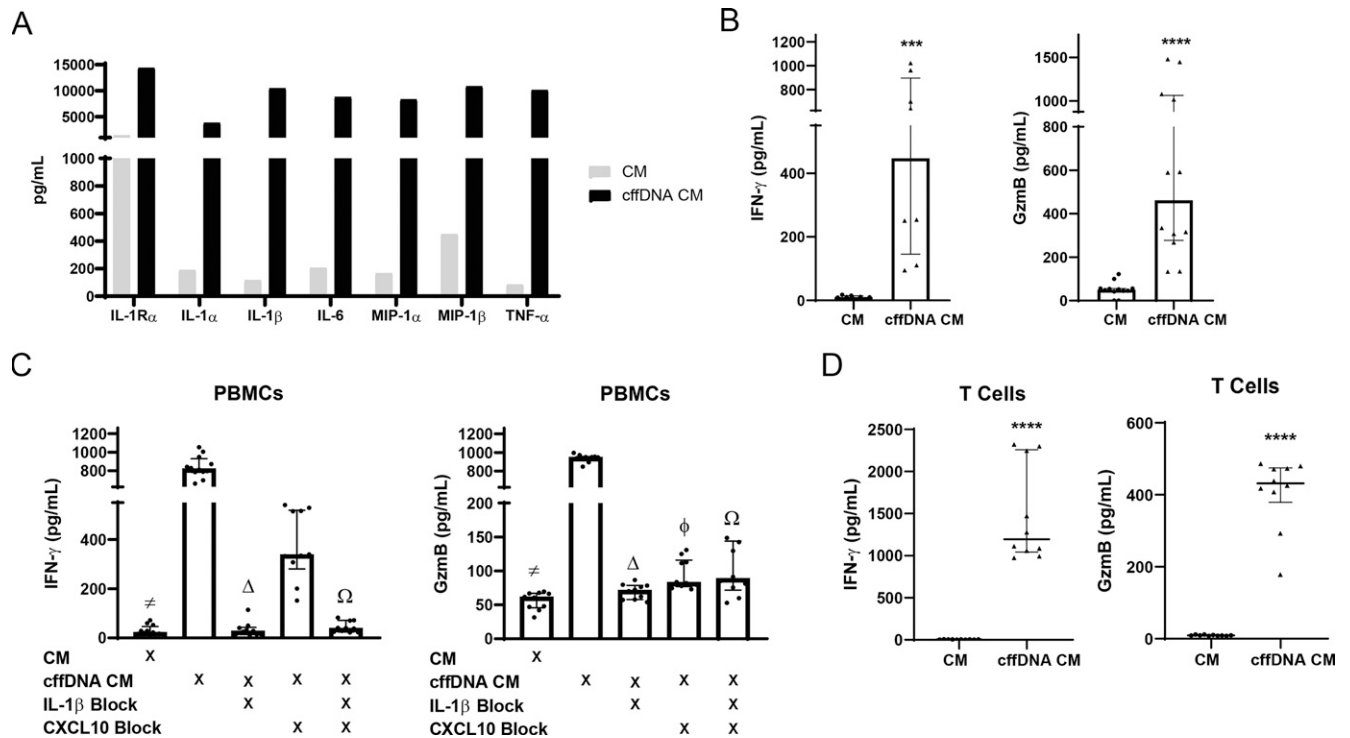 A
15000
10000
5000
1000
800
600
400
200
0
pg/mL
IL-1Rα IL-1α IL-1β IL-6 MIP-1α MIP-1β TNF-α
CM
cffDNA CM
B
1200
1000
800
400
200
0
IFN-γ (pg/mL)
***
CM cffDNA CM
1500
1000
800
600
400
200
0
GzmB (pg/mL)
****
CM cffDNA CM
C
PBMCs
1200
1000
800
400
200
0
IFN-γ (pg/mL)
≠ Δ Ω
CM X
cffDNA CM X X X X
IL-1β Block X X
CXCL10 Block X X
PBMCs
1200
1000
800
200
150
100
50
0
GzmB (pg/mL)
≠ Δ ϕ Ω
CM X
cffDNA CM X X X X
IL-1β Block X X
CXCL10 Block X X
D
T Cells
2500
2000
1500
1000
500
0
IFN-γ (pg/mL)
****
CM cffDNA CM
T Cells
600
400
200
0
GzmB (pg/mL)
****
CM cffDNA CM